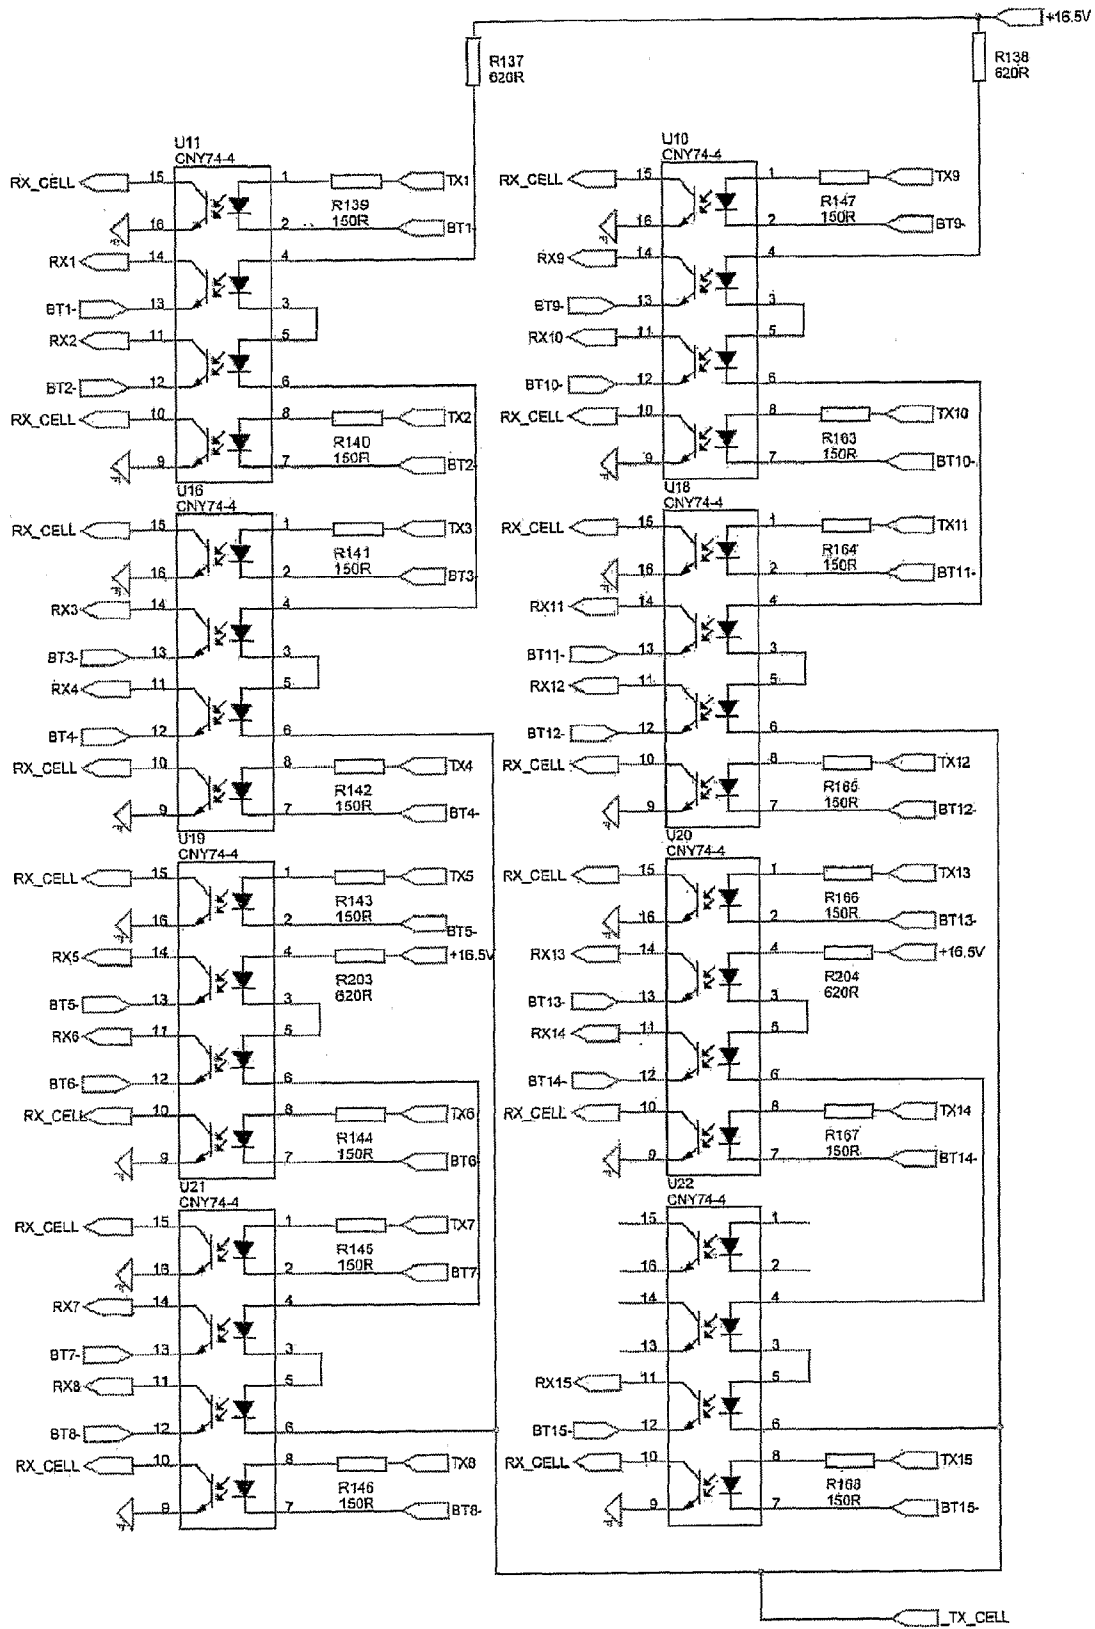 +16.5V
R137
620R
R138
620R
U11
CNY74-4
RX_CELL 15 1 TX1
R139
150R
16 2 BT1-
RX1 14 4
BT1- 13 3
RX2 11 5
BT2- 12 6
RX_CELL 10 8 TX2
R140
150R
9 7 BT2-
U16
CNY74-4
RX_CELL 15 1 TX3
R141
150R
16 2 BT3-
RX3 14 4
BT3- 13 3
RX4 11 5
BT4- 12 6
RX_CELL 10 8 TX4
R142
150R
9 7 BT4-
U19
CNY74-4
RX_CELL 15 1 TX5
R143
150R
16 2 BT5-
RX5 14 4 +16.5V
R203
620R
BT5- 13 3
RX6 11 5
BT6- 12 6
RX_CELL 10 8 TX6
R144
150R
9 7 BT6
U21
CNY74-4
RX_CELL 15 1 TX7
R145
150R
16 2 BT7
RX7 14 4
BT7- 13 3
RX8 11 5
BT8- 12 6
RX_CELL 10 8 TX8
R146
150R
9 7 BT8-
U10
CNY74-4
RX_CELL 15 1 TX9
R147
150R
16 2 BT9-
RX9 14 4
BT9- 13 3
RX10 11 5
BT10- 12 6
RX_CELL 10 8 TX10
R163
150R
9 7 BT10-
U18
CNY74-4
RX_CELL 15 1 TX11
R164
150R
16 2 BT11-
RX11 14 4
BT11- 13 3
RX12 11 5
BT12- 12 6
RX_CELL 10 8 TX12
R165
150R
9 7 BT12-
U20
CNY74-4
RX_CELL 15 1 TX13
R166
150R
16 2 BT13-
RX13 14 4 +16.5V
R204
620R
BT13- 13 3
RX14 11 5
BT14- 12 6
RX_CELL 10 8 TX14
R167
150R
9 7 BT14-
U22
CNY74-4
15 1
16 2
14 4
13 3
RX15 11 5
BT15- 12 6
RX_CELL 10 8 TX15
R168
150R
9 7 BT15-
_TX_CELL